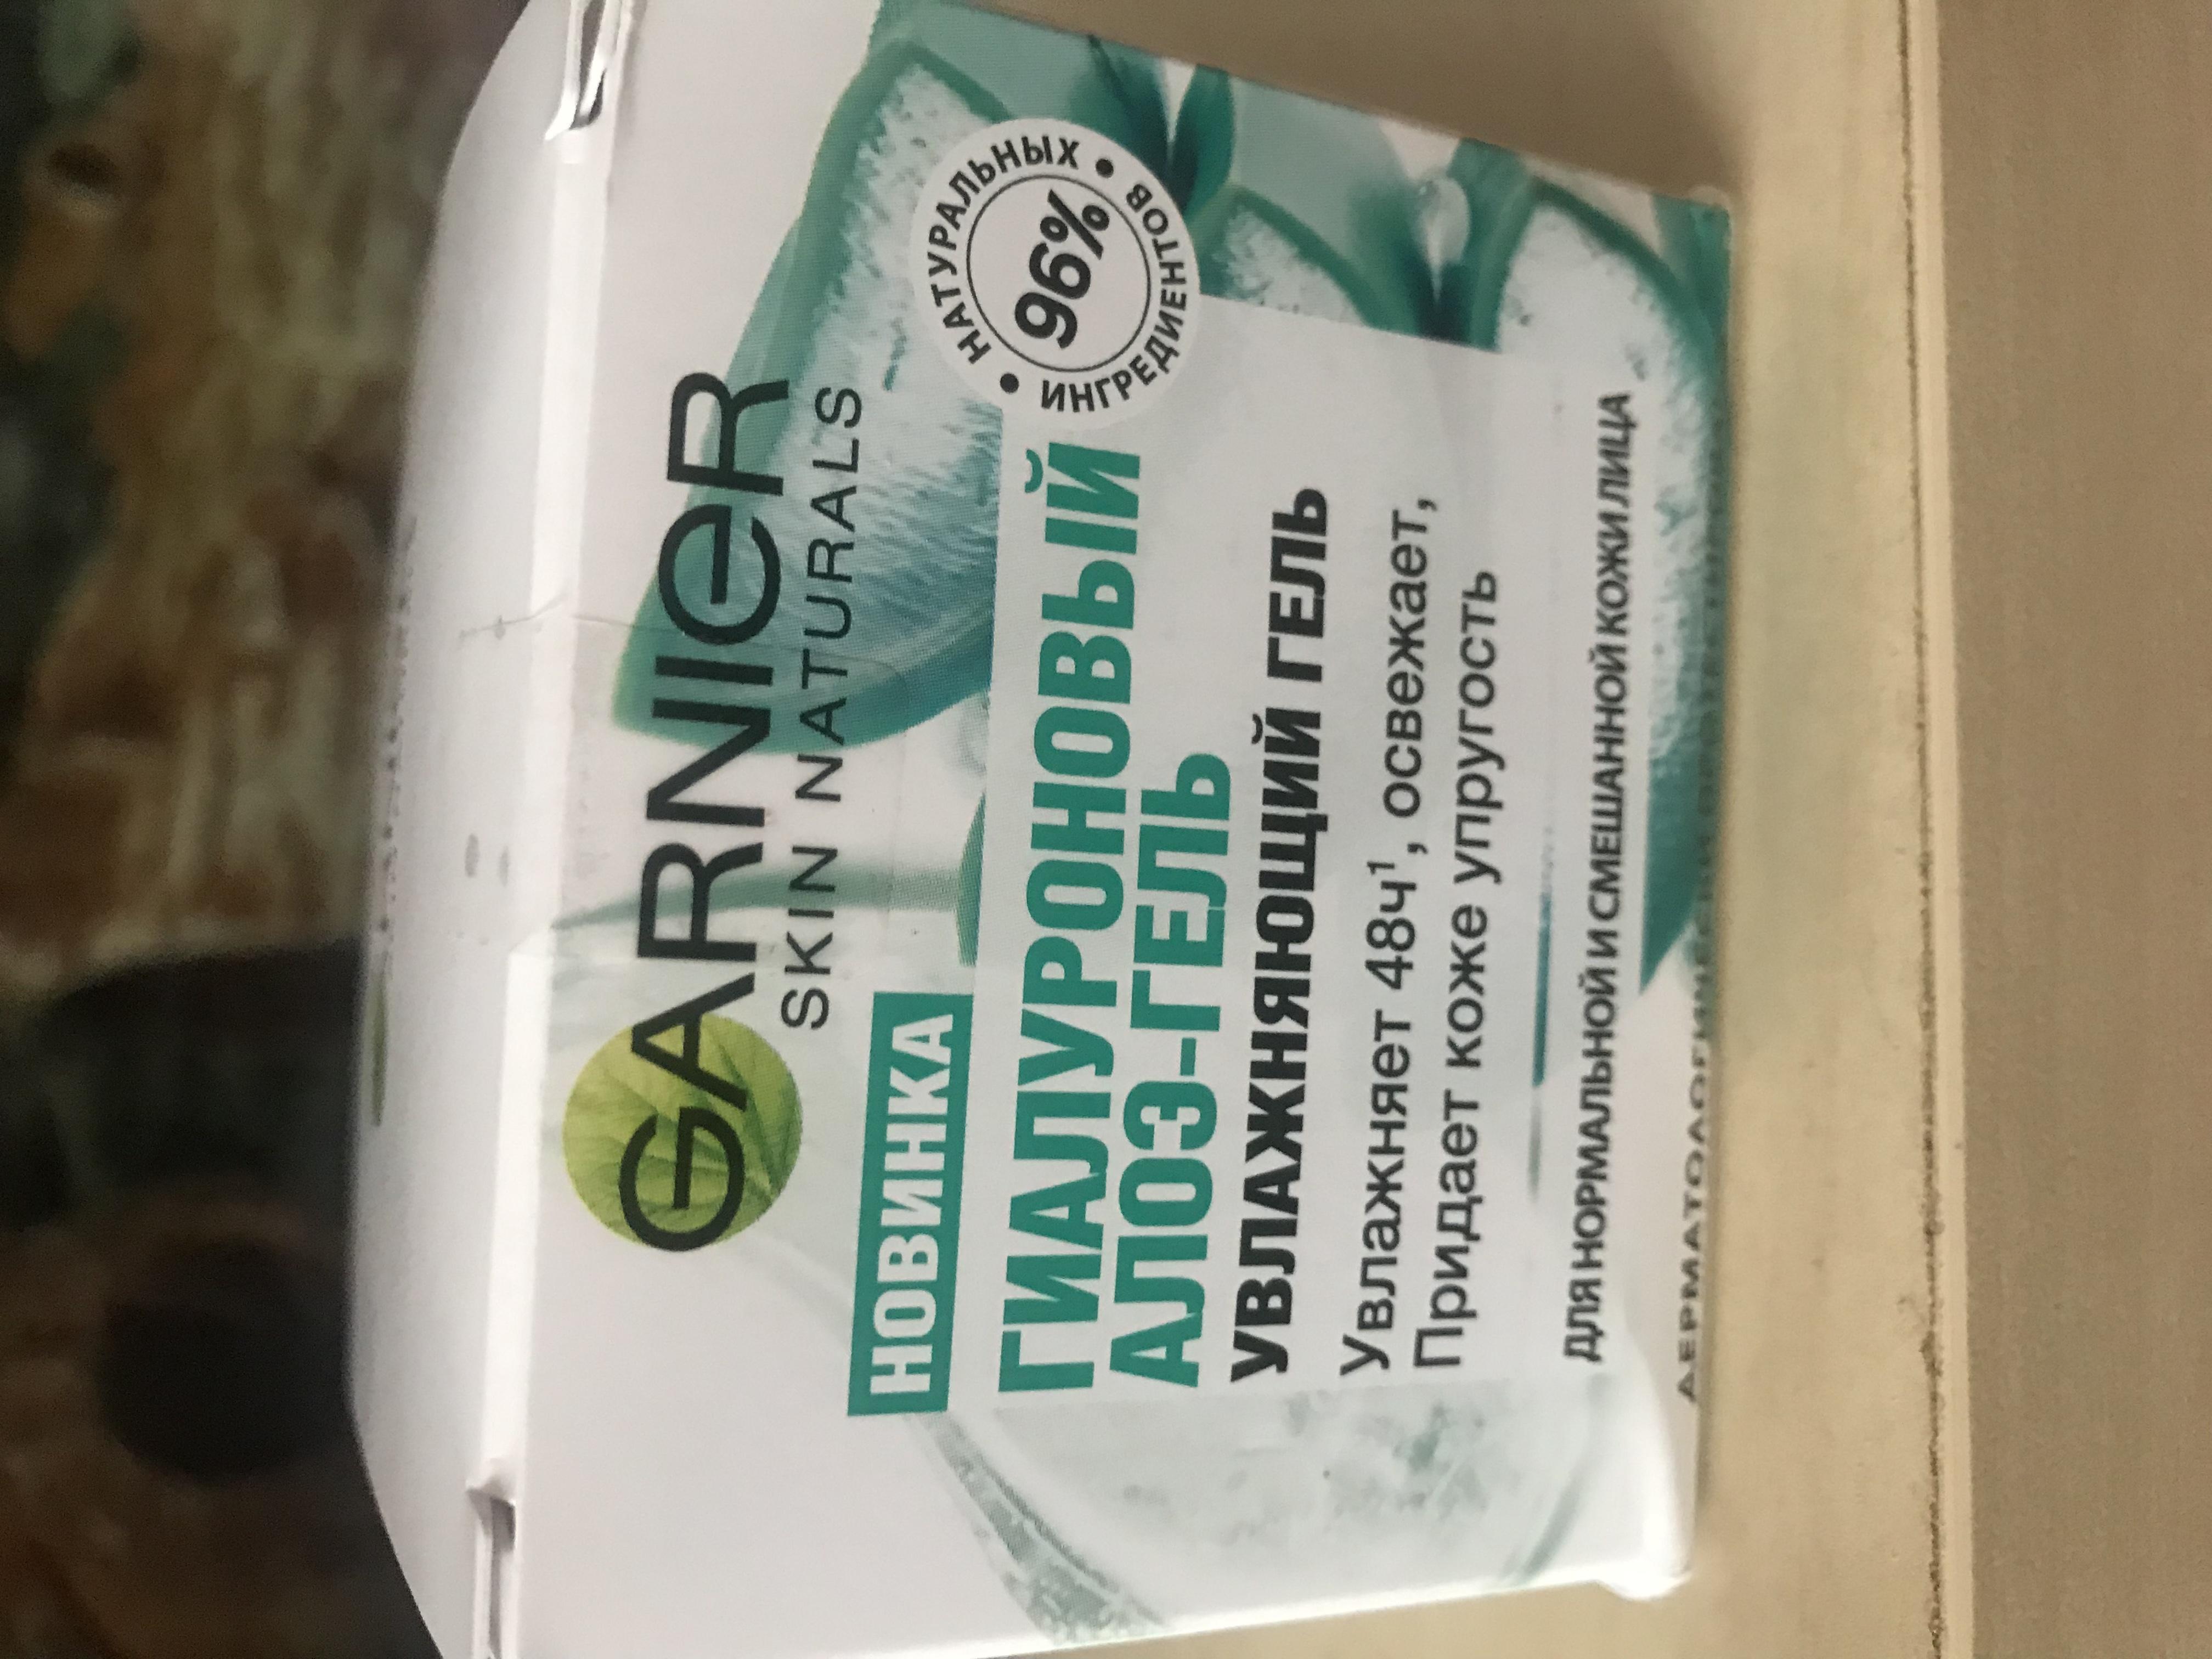 GARNIER
SKIN NATURALS
НОВИНКА
96%
НАТУРАЛЬНЫХ
ИНГРЕДИЕНТОВ
ГИАЛУРОНОВЫЙ
АЛОЭ-ГЕЛЬ
УВЛАЖНЯЮЩИЙ ГЕЛЬ
Увлажняет 48ч¹, освежает,
Придает коже упругость
ДЛЯ НОРМАЛЬНОЙ И СМЕШАННОЙ КОЖИ ЛИЦА